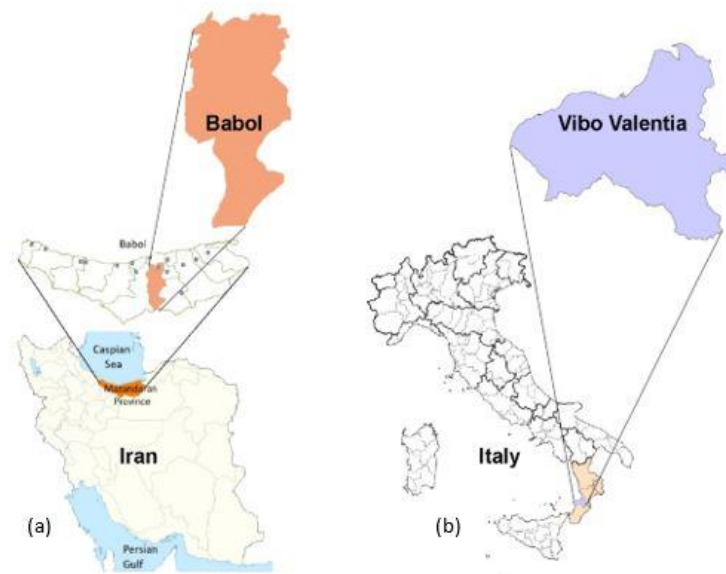 Babol
Babol
Caspian
Sea
Mazandaran
Province
Iran
(a)
Persian
Gulf
Vibo Valentia
Italy
(b)